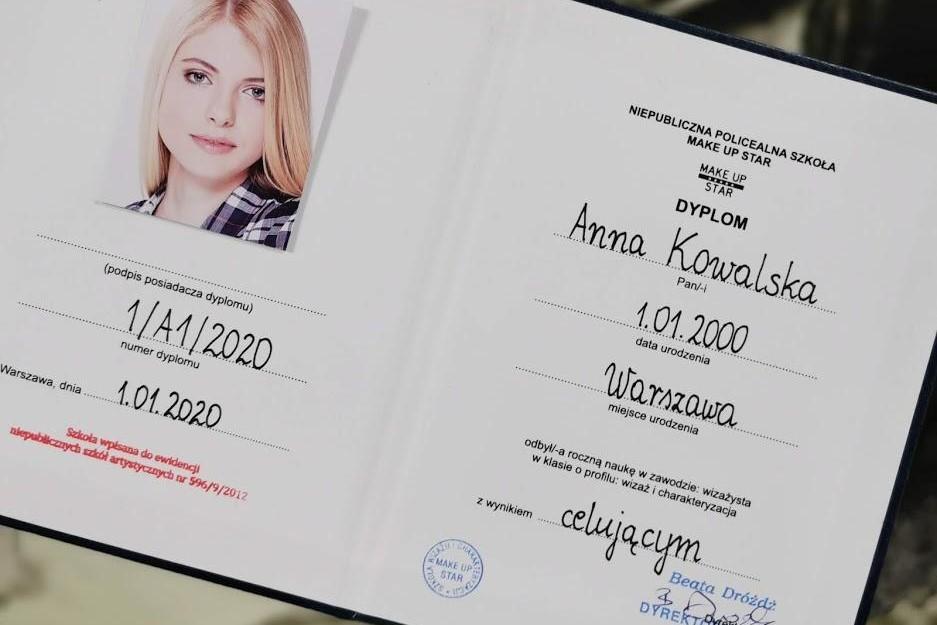 (podpis posiadacza dyplomu)
1/A1/2020
numer dyplomu
Warszawa, dnia 1.01.2020
Szkoła wpisana do ewidencji
niepublicznych szkół artystycznych nr 596/9/2012
NIEPUBLICZNA POLICEALNA SZKOŁA
MAKE UP STAR
MAKE UP
STAR
DYPLOM
Anna Kowalska
Pan/-i
1.01.2000
data urodzenia
Warszawa
miejsce urodzenia
odbył/-a roczną naukę w zawodzie: wizażysta
w klasie o profilu: wizaż i charakteryzacja
z wynikiem celującym
SZKOŁA WIZAŻU I CHARAKTERYZACJI
MAKE UP
STAR
Beata Dróżdż